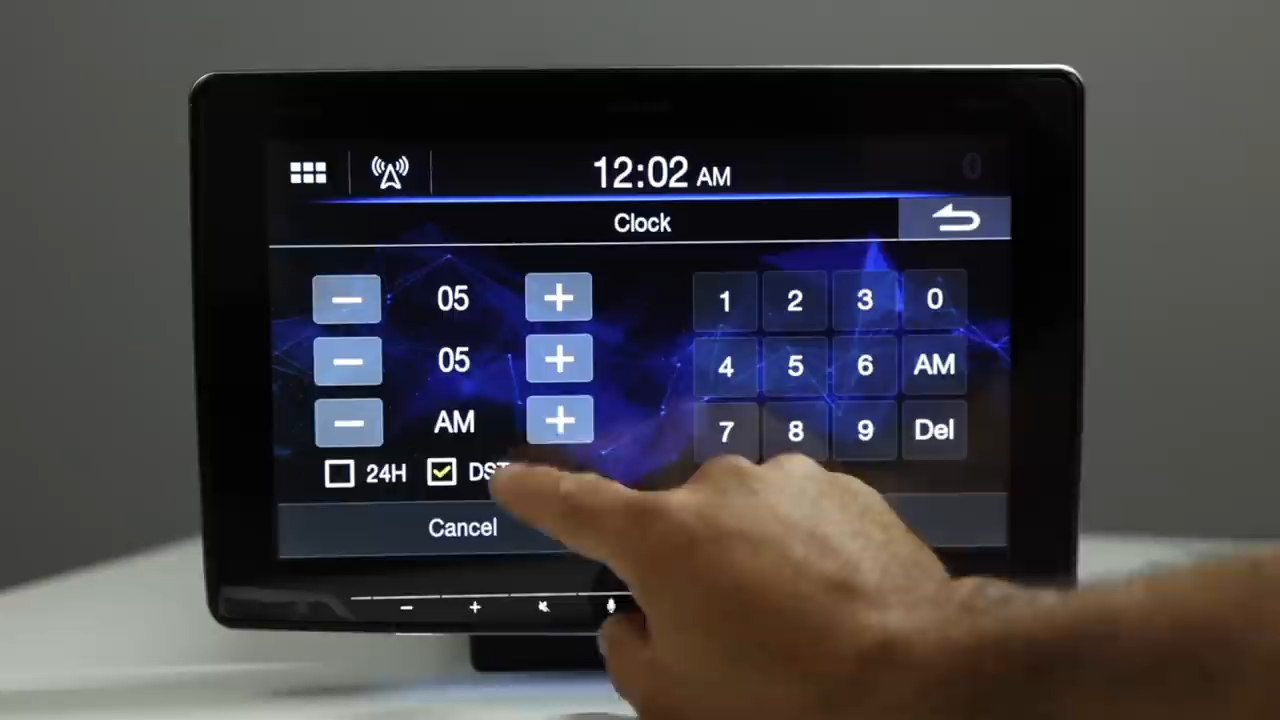 12:02 AM
Clock
− 05 +
− 05 +
− AM +
24H DST
1 2 3 0
4 5 6 AM
7 8 9 Del
Cancel